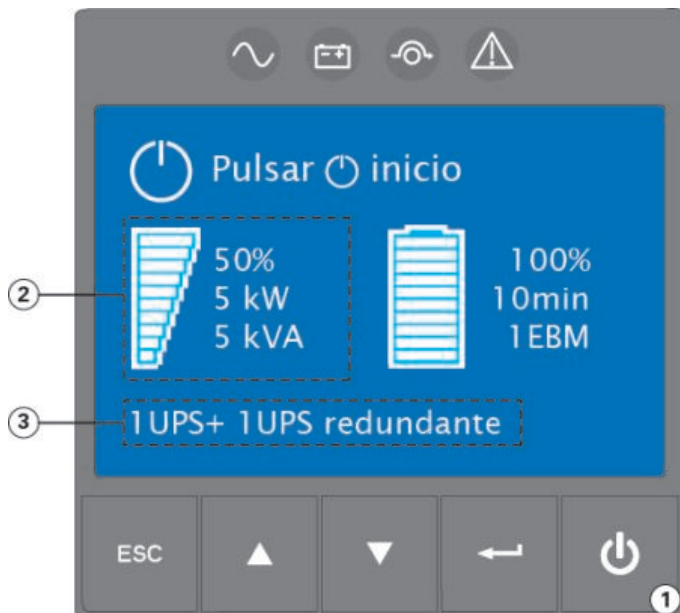 Pulsar inicio
50%
5 kW
5 kVA
100%
10min
1EBM
1UPS+ 1UPS redundante
ESC
1
2
3